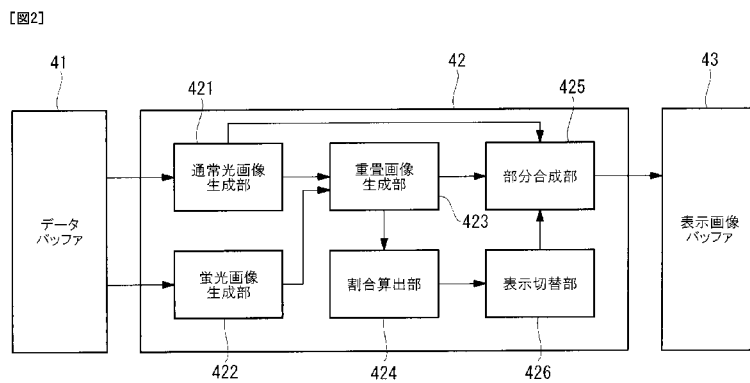 [図2]
41
42
43
421
425
通常光画像
生成部
重畳画像
生成部
部分合成部
423
データ
バッファ
表示画像
バッファ
蛍光画像
生成部
割合算出部
表示切替部
422
424
426